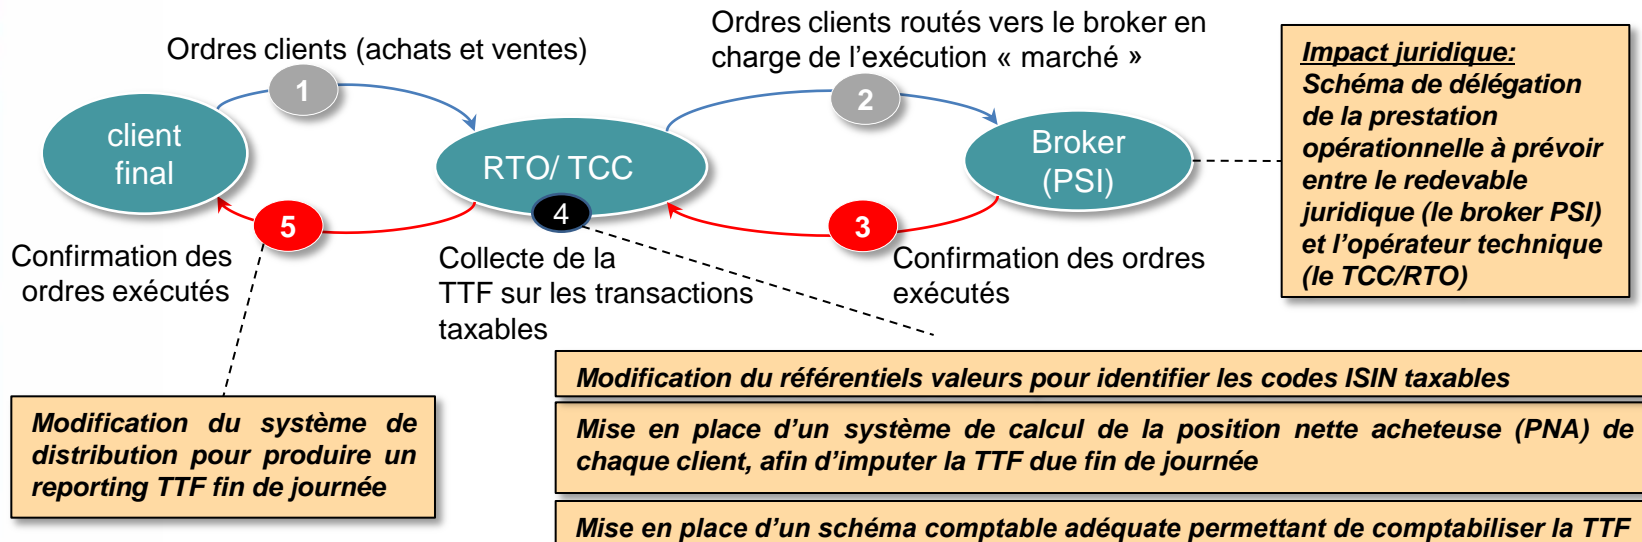 Ordres clients (achats et ventes)
1
Ordres clients routés vers le broker en
charge de l'exécution « marché »
2
client
final
RTO/ TCC
Broker
(PSI)
4
5
3
Confirmation des
ordres exécutés
Collecte de la
TTF sur les transactions
taxables
Confirmation des ordres
exécutés
Impact juridique:
Schéma de délégation
de la prestation
opérationnelle à prévoir
entre le redevable
juridique (le broker PSI)
et l'opérateur technique
(le TCC/RTO)
Modification du système de
distribution pour produire un
reporting TTF fin de journée
Modification du référentiels valeurs pour identifier les codes ISIN taxables
Mise en place d'un système de calcul de la position nette acheteuse (PNA) de
chaque client, afin d'imputer la TTF due fin de journée
Mise en place d'un schéma comptable adéquate permettant de comptabiliser la TTF